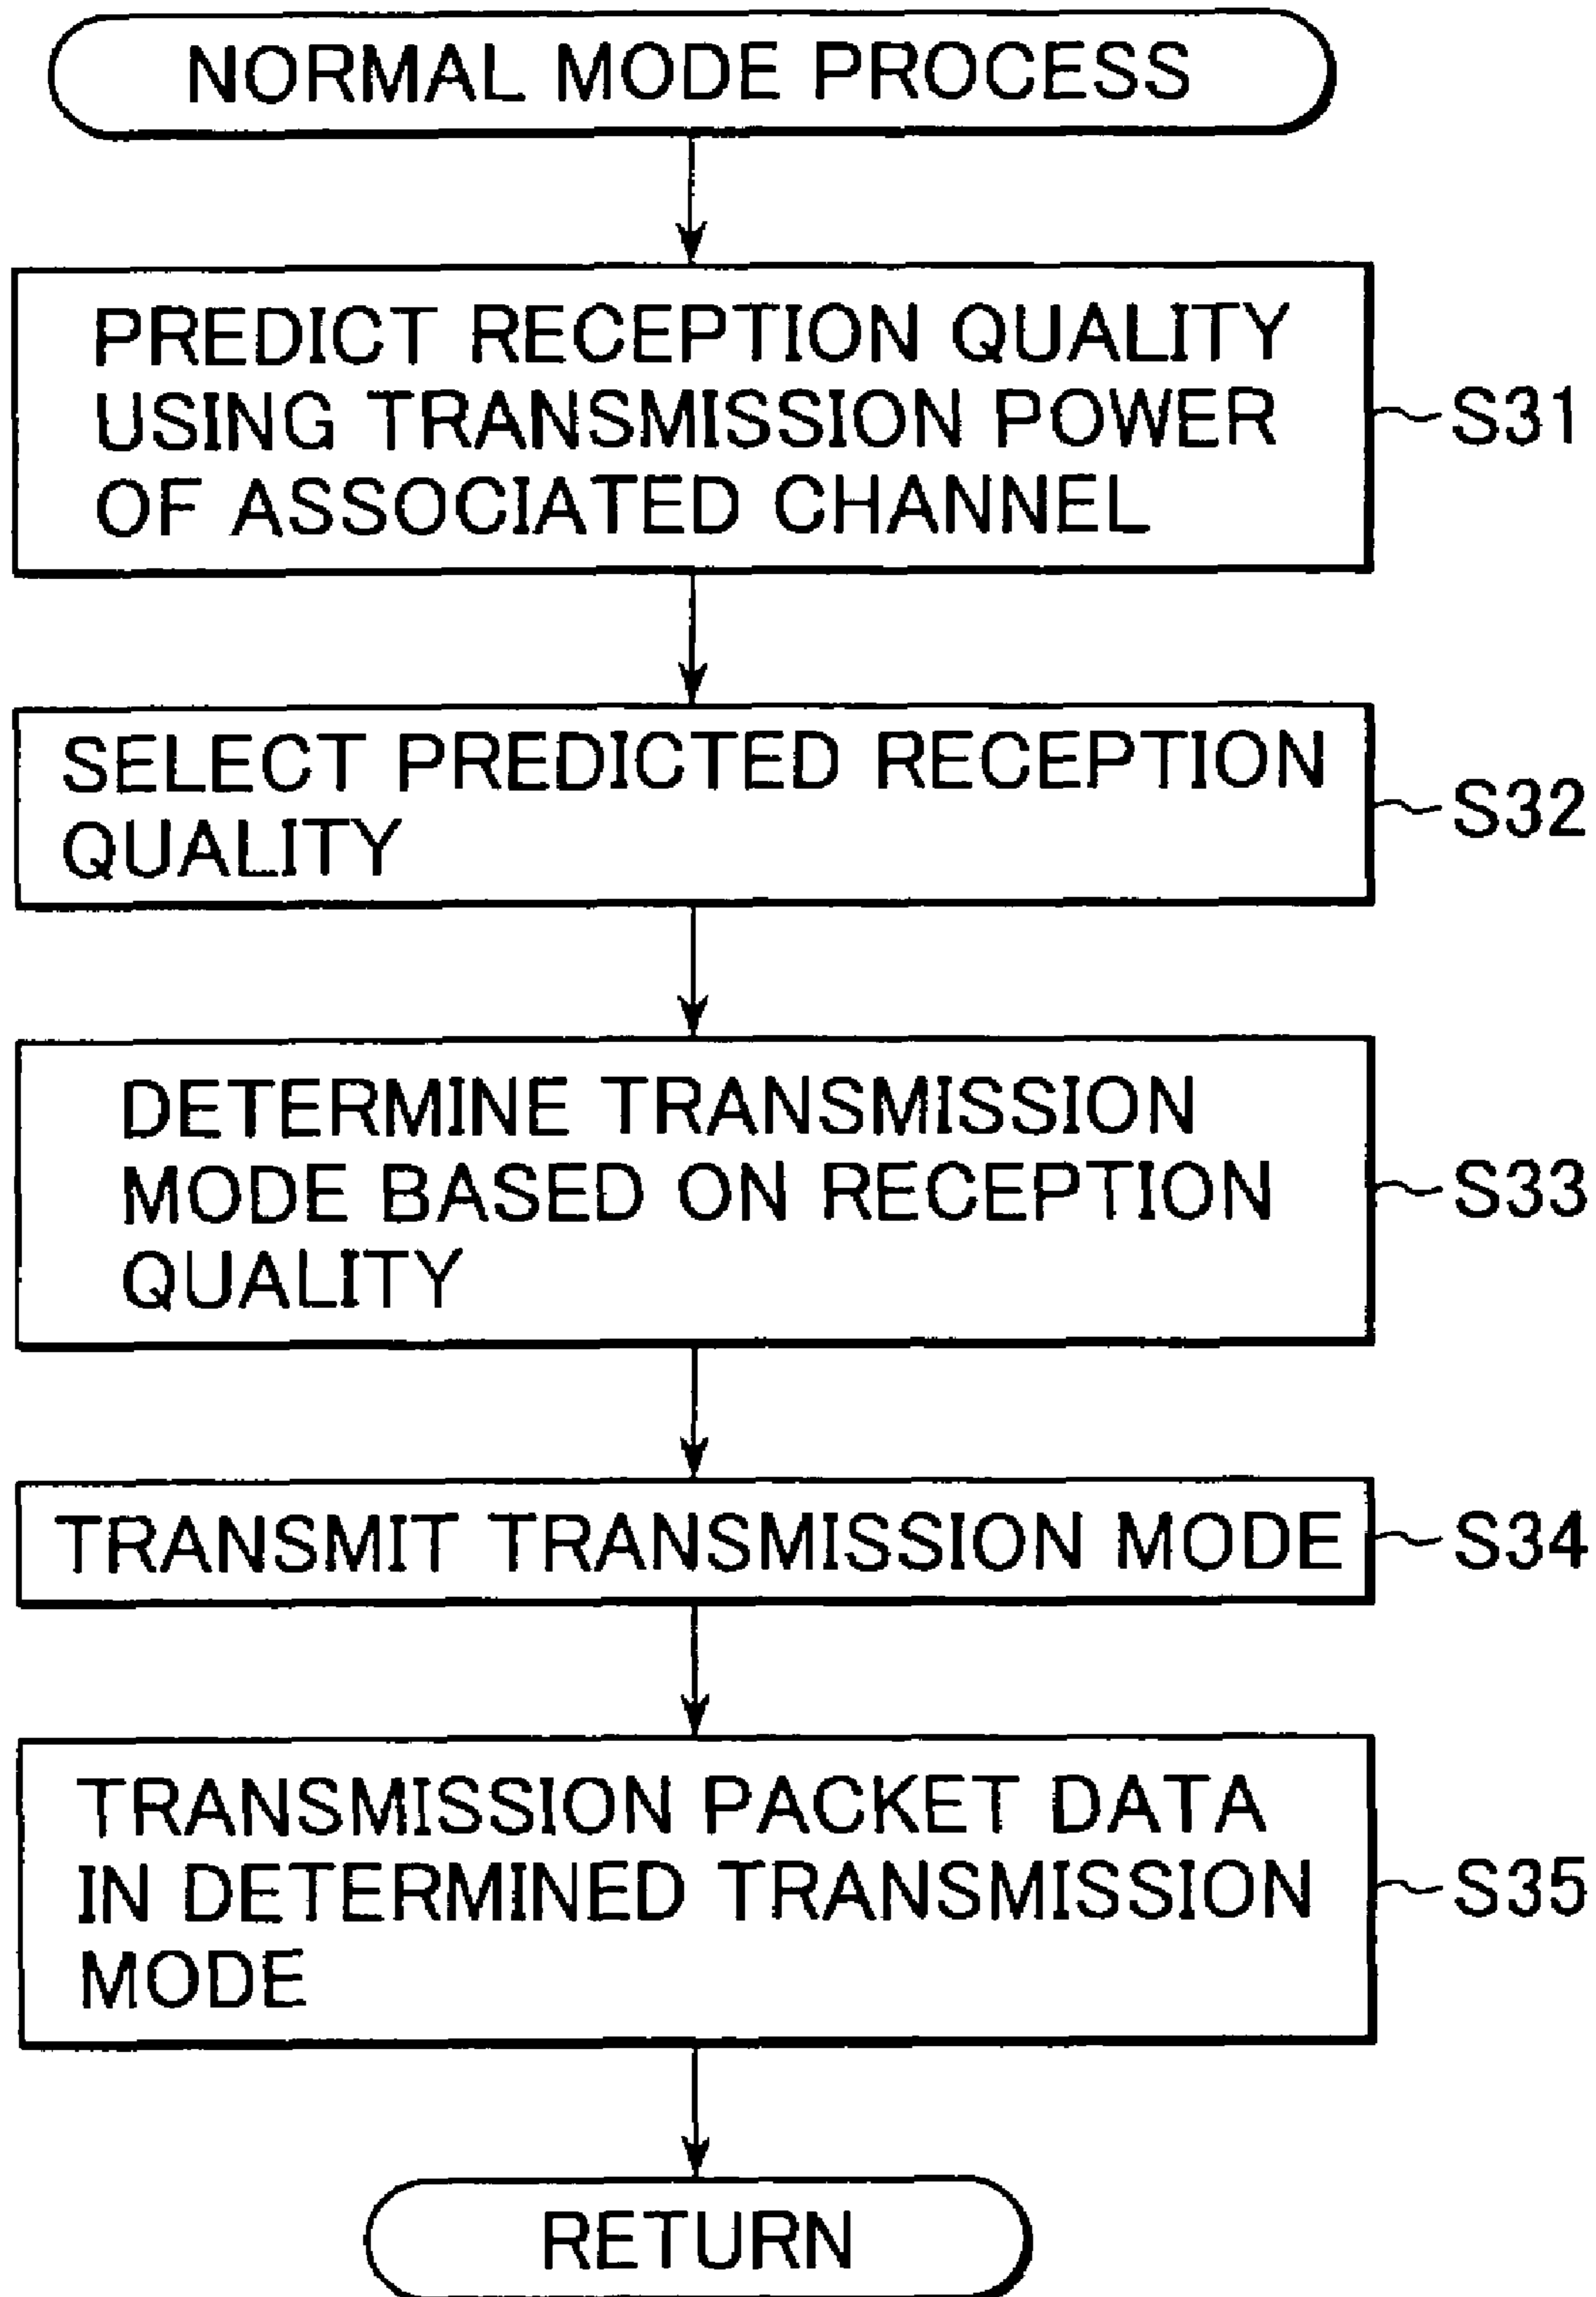 NORMAL MODE PROCESS
PREDICT RECEPTION QUALITY
USING TRANSMISSION POWER
OF ASSOCIATED CHANNEL
S31
SELECT PREDICTED RECEPTION
QUALITY
S32
DETERMINE TRANSMISSION
MODE BASED ON RECEPTION
QUALITY
S33
TRANSMIT TRANSMISSION MODE
S34
TRANSMISSION PACKET DATA
IN DETERMINED TRANSMISSION
MODE
S35
RETURN